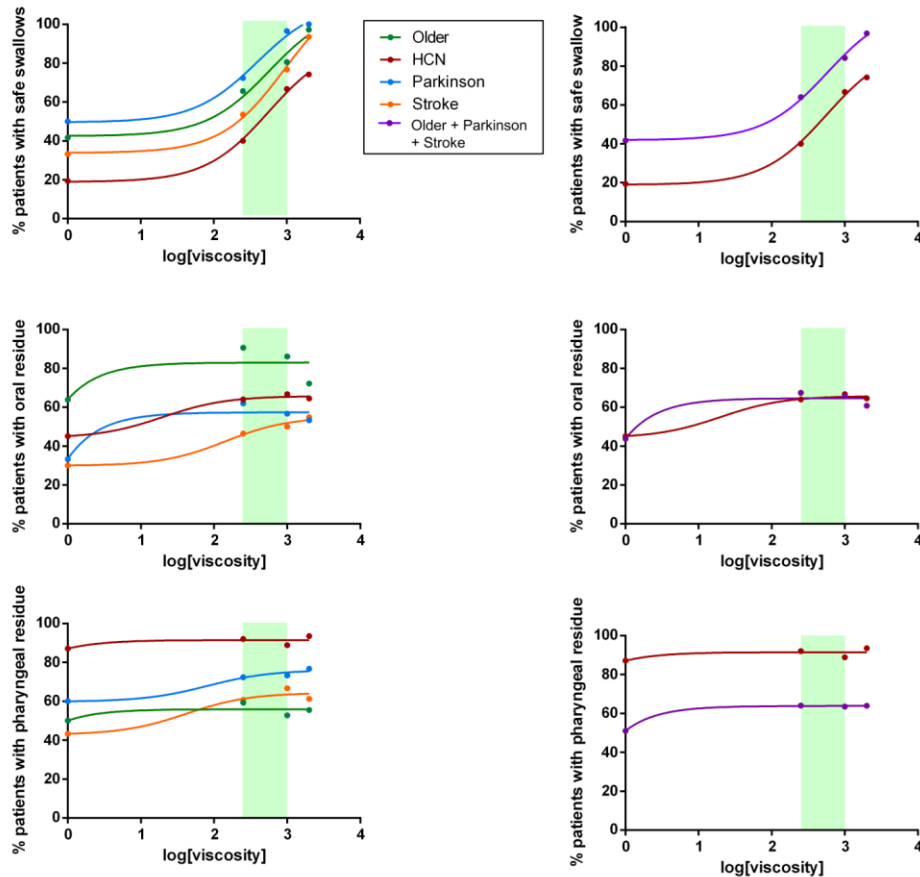 % patients with safe swallows
100
80
60
40
20
0
0 1 2 3 4
log[viscosity]
Older
HCN
Parkinson
Stroke
Older + Parkinson
+ Stroke
% patients with safe swallow
100
80
60
40
20
0
0 1 2 3 4
log[viscosity]
% patients with oral residue
100
80
60
40
20
0
0 1 2 3 4
log[viscosity]
% patients with oral residue
100
80
60
40
20
0
0 1 2 3 4
log[viscosity]
% patients with pharyngeal residue
100
80
60
40
20
0
0 1 2 3 4
log[viscosity]
% patients with pharyngeal residue
100
80
60
40
20
0
0 1 2 3 4
log[viscosity]